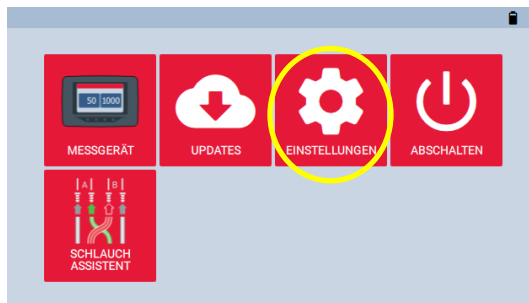 50 1000
MESSGERÄT
UPDATES
EINSTELLUNGEN
ABSCHALTEN
|A| |B|
SCHLAUCH
ASSISTENT